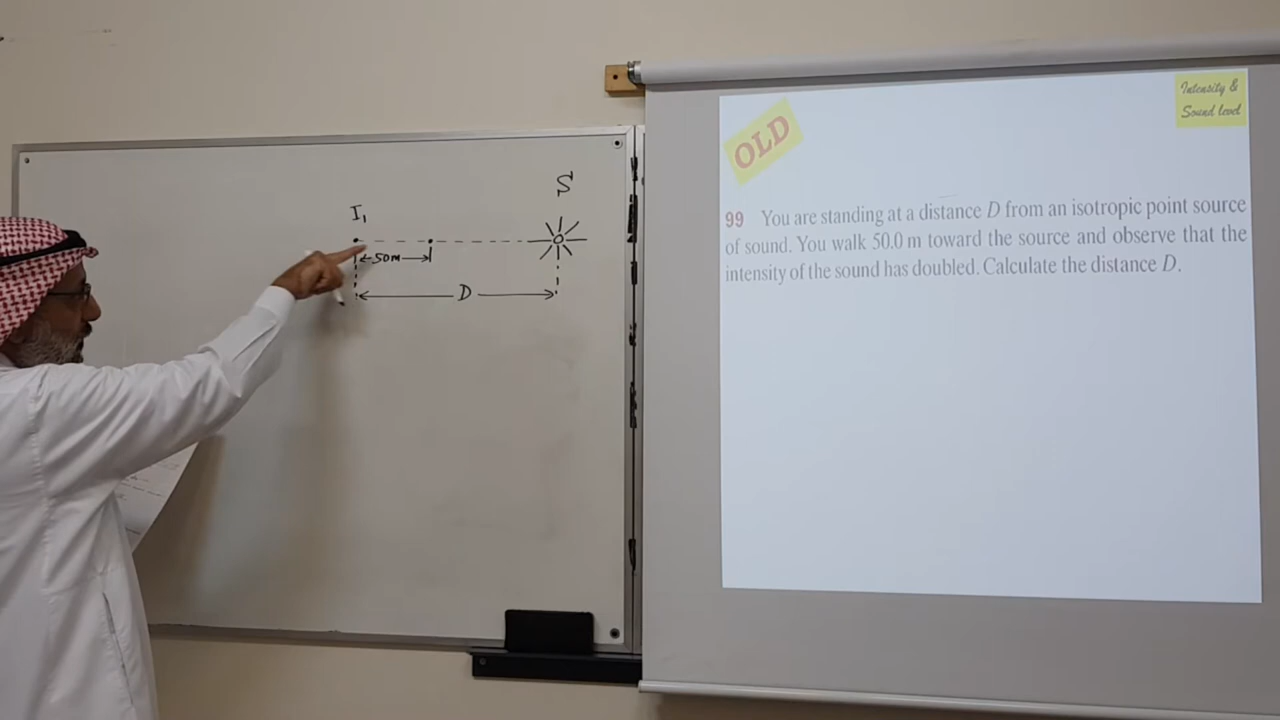 S
I₁
50m
D
OLD
Intensity &
Sound level
99 You are standing at a distance D from an isotropic point source
of sound. You walk 50.0 m toward the source and observe that the
intensity of the sound has doubled. Calculate the distance D.